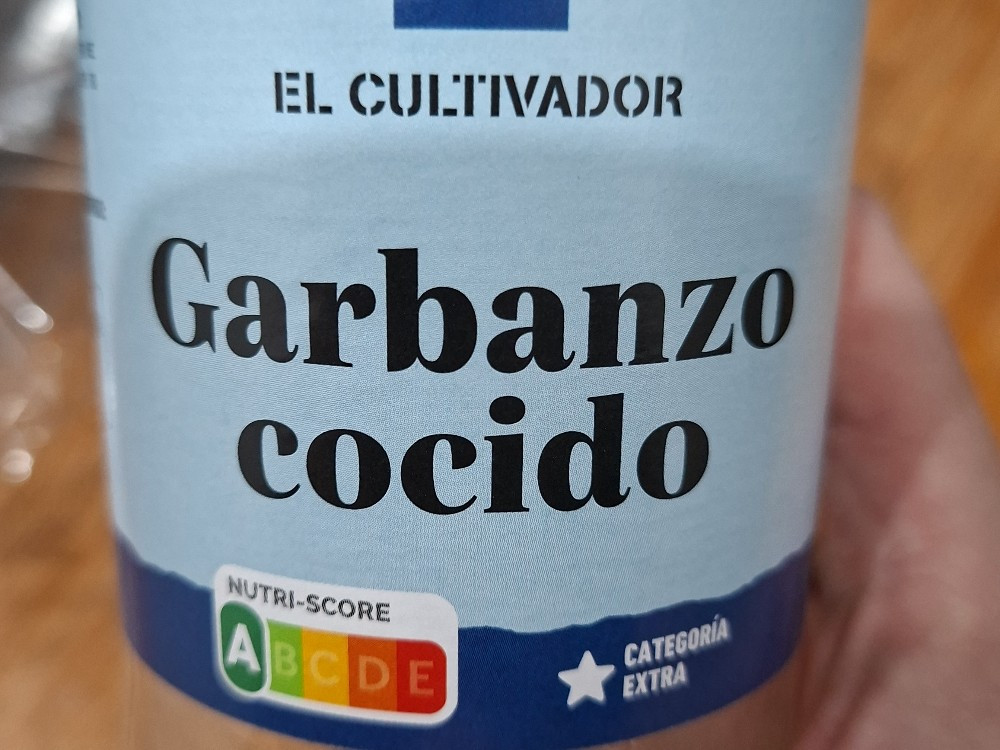 EL CULTIVADOR
Garbanzo
cocido
NUTRI-SCORE
A B C D E
CATEGORÍA
EXTRA